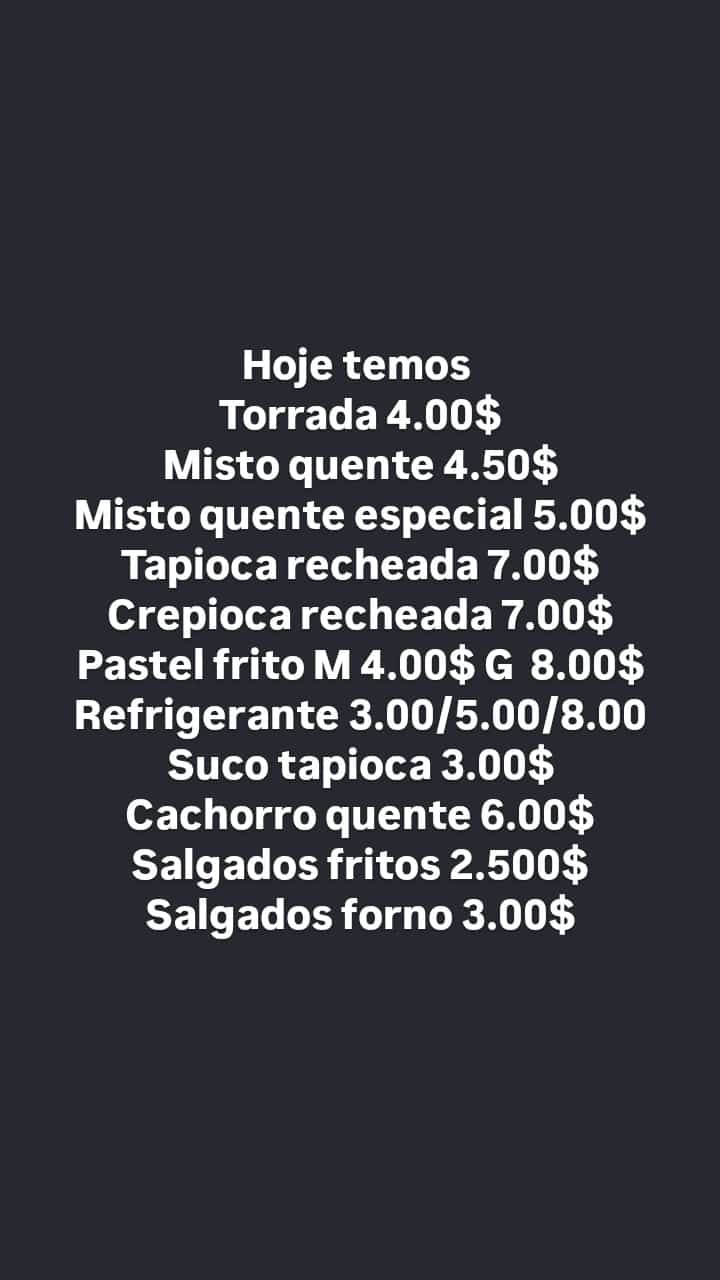 Hoje temos
Torrada 4.00$
Misto quente 4.50$
Misto quente especial 5.00$
Tapioca recheada 7.00$
Crepioca recheada 7.00$
Pastel frito M 4.00$ G  8.00$
Refrigerante 3.00/5.00/8.00
Suco tapioca 3.00$
Cachorro quente 6.00$
Salgados fritos 2.500$
Salgados forno 3.00$